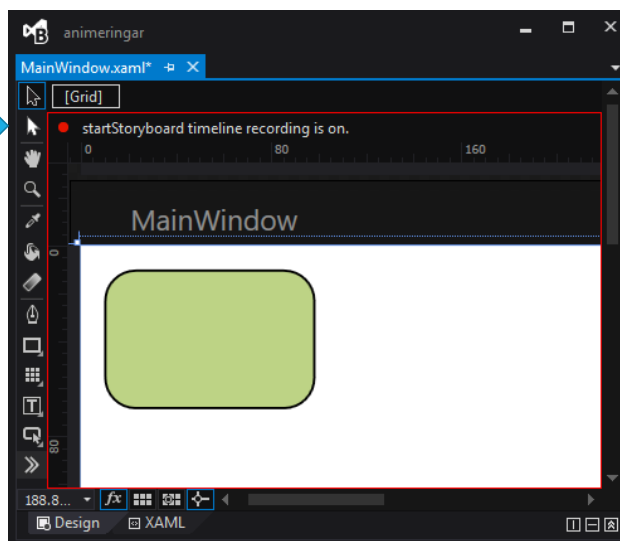 animeringar
MainWindow.xaml*
[Grid]
startStoryboard timeline recording is on.
0 80 160
MainWindow
0
80
188.8...
fx
Design XAML